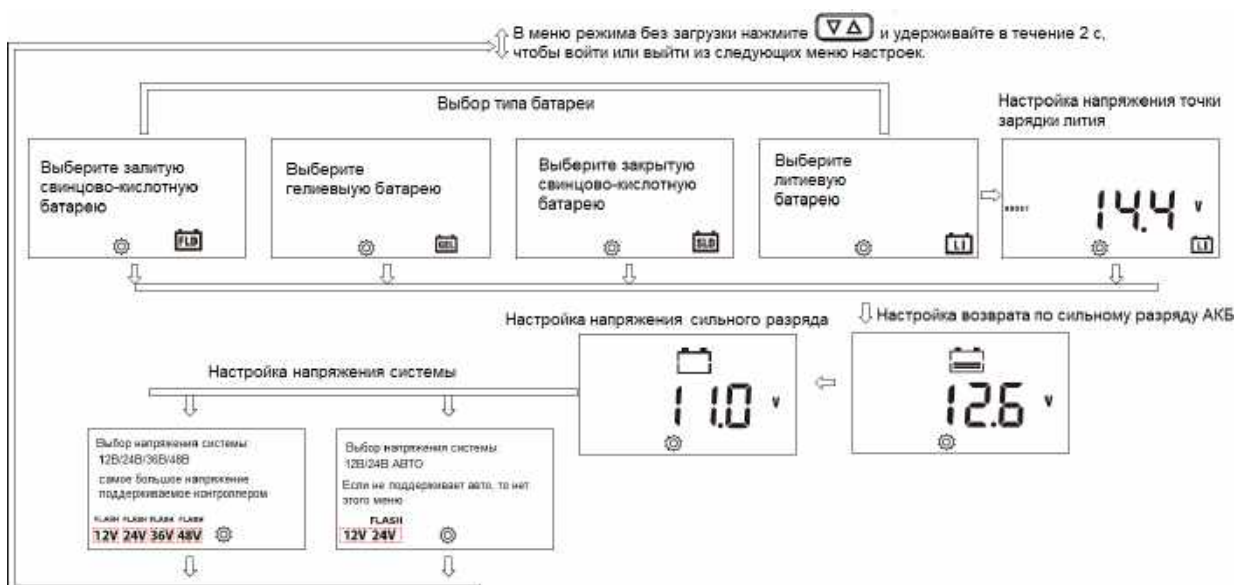 В меню режима без загрузки нажмите ▽△ и удерживайте в течение 2 с,
чтобы войти или выйти из следующих меню настроек.
Выбор типа батареи
Настройка напряжения точки
зарядки лития
Выберите залитую
свинцово-кислотную
батарею
FLD
Выберите
гелиевыую батарею
GEL
Выберите закрытую
свинцово-кислотную
батарею
SLD
Выберите
литиевую
батарею
LI
BOOST
14.4 V
LI
Настройка возврата по сильному разряду АКБ
12.6 V
Настройка напряжения сильного разряда
11.0 V
Настройка напряжения системы
Выбор напряжения системы
12В/24В/36В/48В
самое большое напряжение
поддерживаемое контроллером
FLASH FLASH FLASH FLASH
12V 24V 36V 48V
Выбор напряжения системы
12В/24В АВТО
Если не поддерживает авто, то нет
этого меню
FLASH
12V 24V